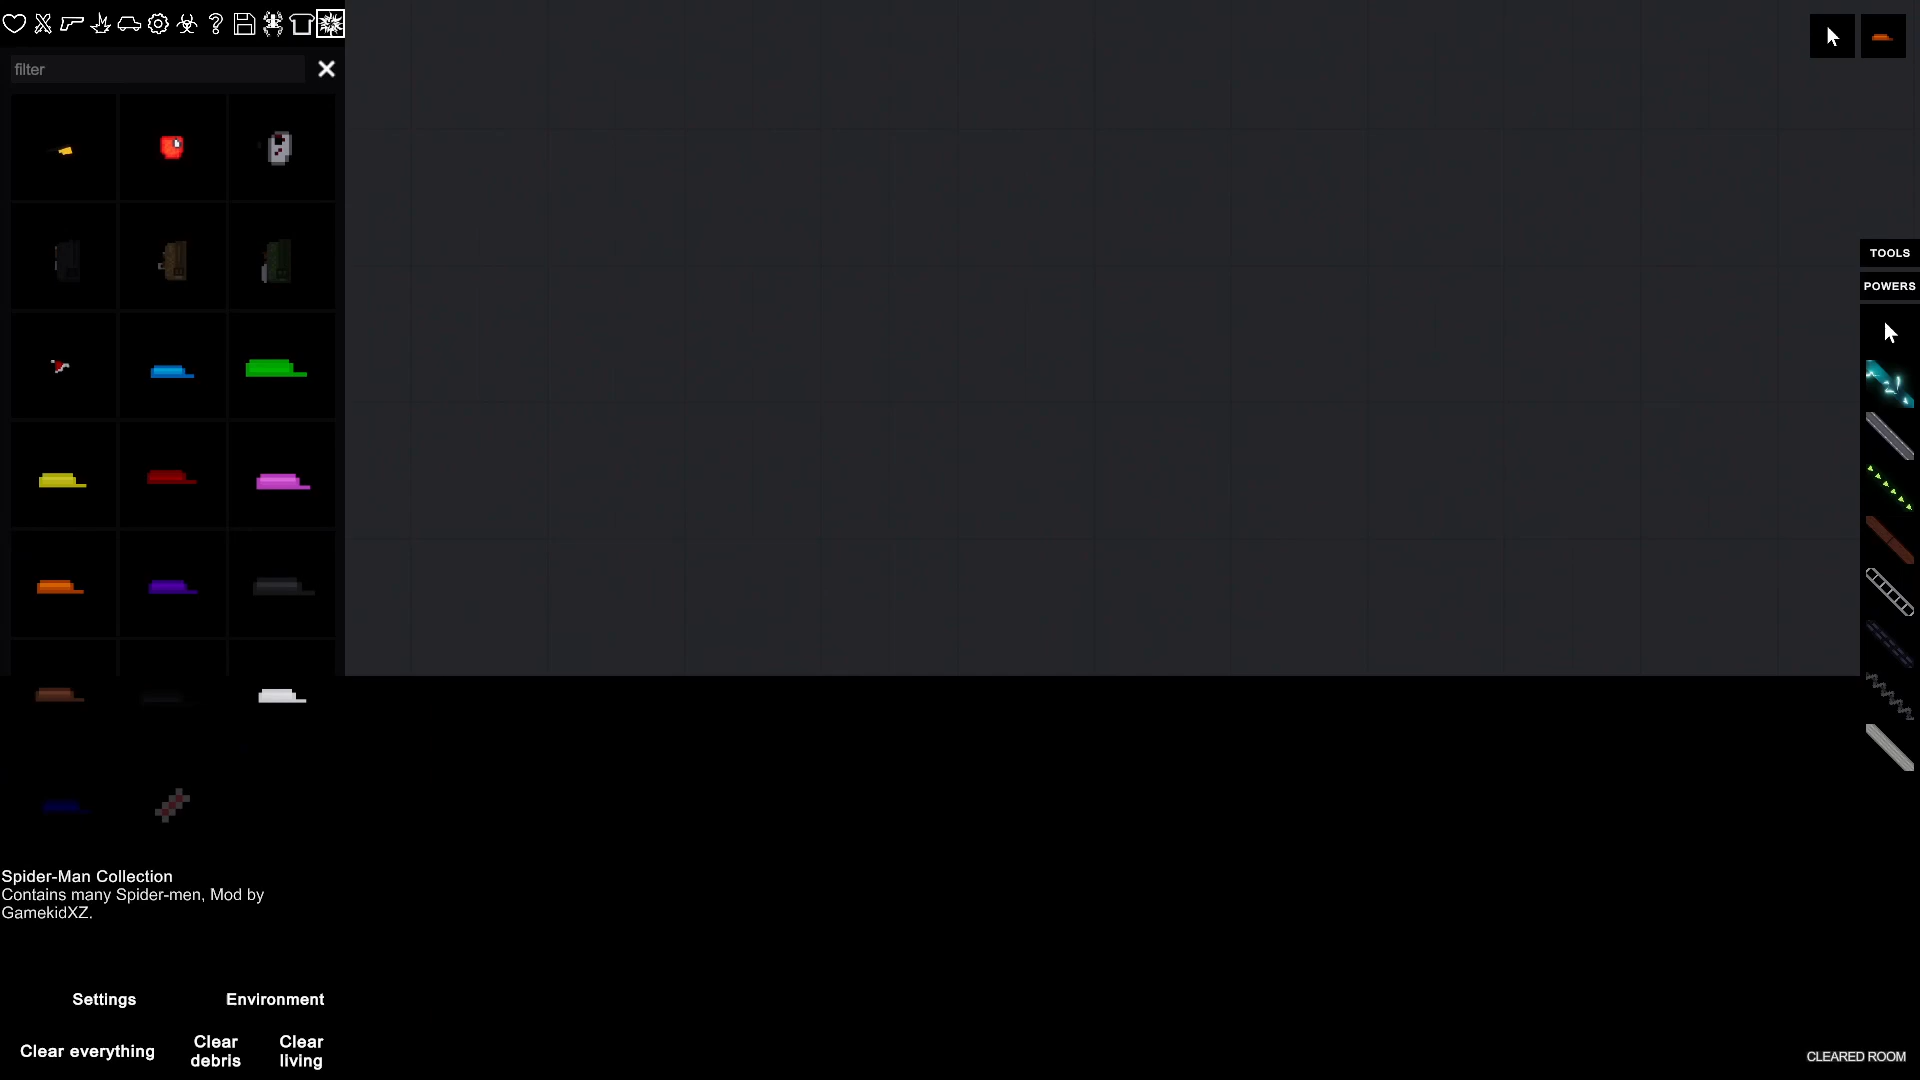 filter
TOOLS
POWERS
Spider-Man Collection
Contains many Spider-men, Mod by
GamekidXZ.
Settings
Environment
Clear everything
Clear
debris
Clear
living
CLEARED ROOM